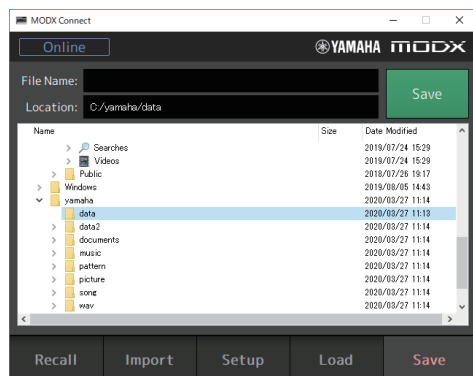 MODX Connect
Online
YAMAHA MODX
File Name:
Save
Location: C:/yamaha/data
Name Size Date Modified
Searches 2019/07/24 15:29
Videos 2019/07/24 15:29
Public 2018/07/26 19:17
Windows 2019/08/05 14:43
yamaha 2020/03/27 11:14
data 2020/03/27 11:13
data2 2020/03/27 11:14
documents 2020/03/27 11:14
music 2020/03/27 11:14
pattern 2020/03/27 11:14
picture 2020/03/27 11:14
song 2020/03/27 11:14
wav 2020/03/27 11:14
Recall Import Setup Load Save